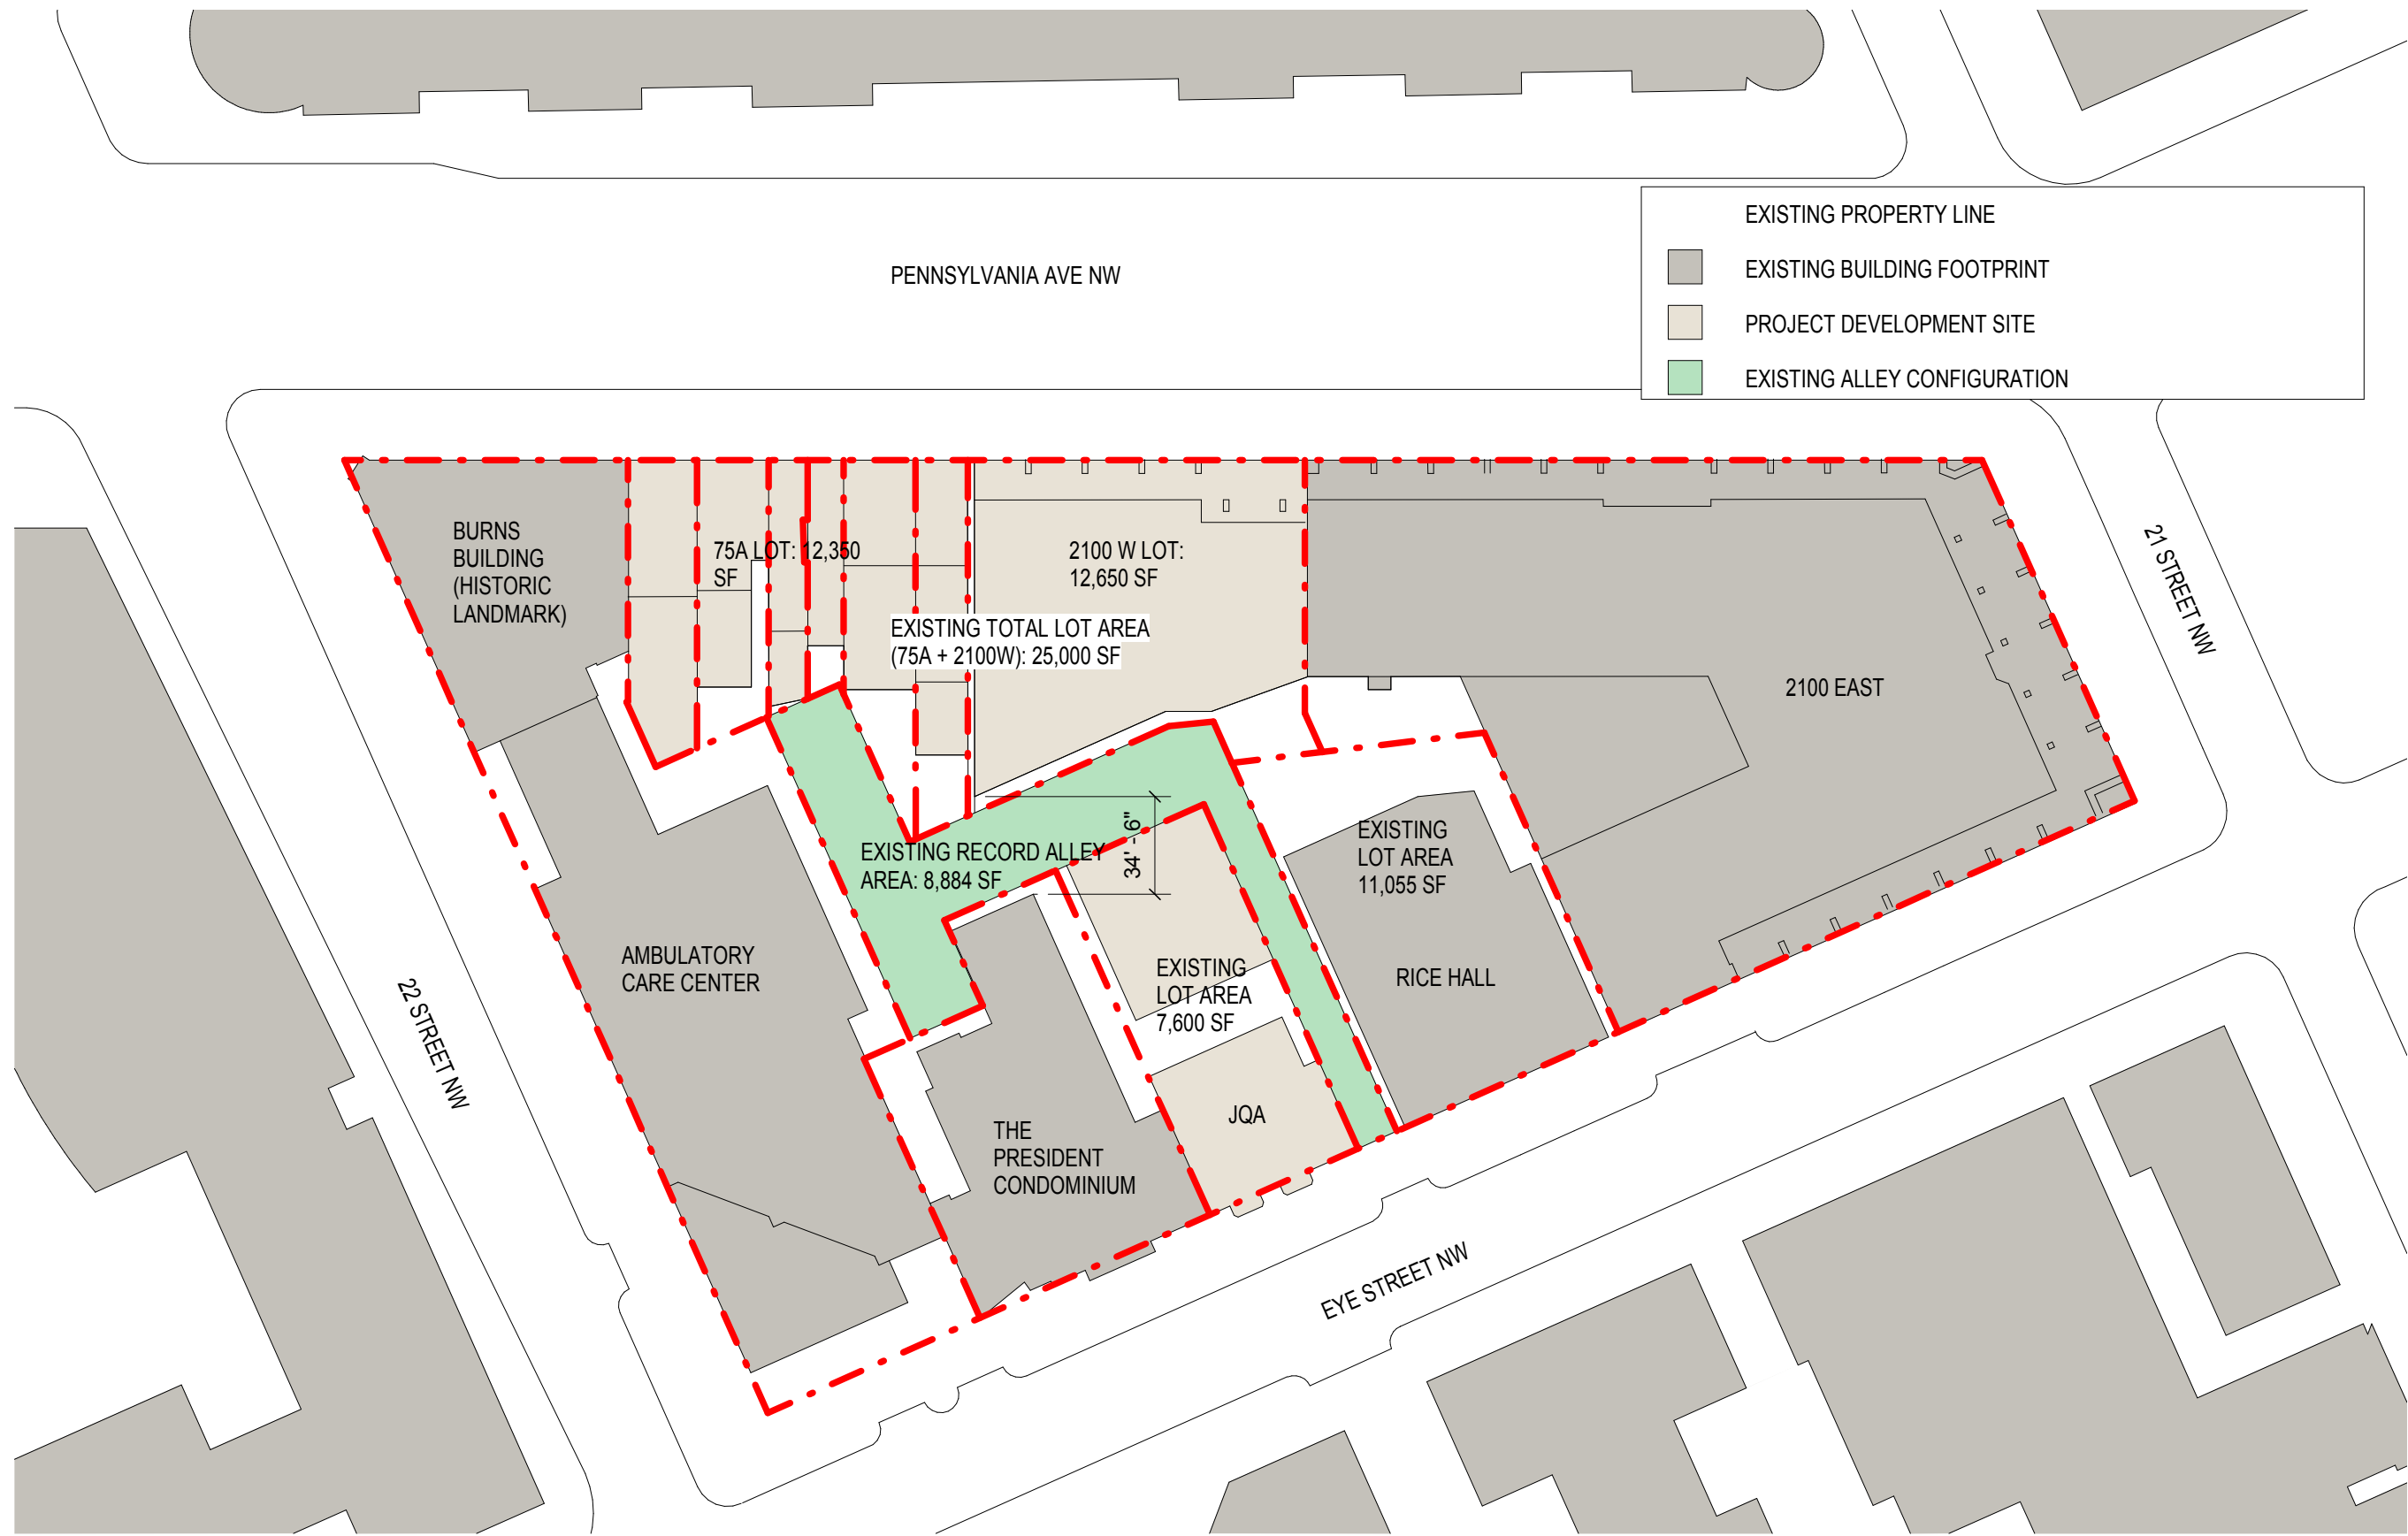 EXISTING PROPERTY LINE
EXISTING BUILDING FOOTPRINT
PROJECT DEVELOPMENT SITE
EXISTING ALLEY CONFIGURATION
PENNSYLVANIA AVE NW
BURNS
BUILDING
(HISTORIC
LANDMARK)
75A LOT: 12,350
SF
2100 W LOT:
12,650 SF
EXISTING TOTAL LOT AREA
(75A + 2100W): 25,000 SF
21 STREET NW
2100 EAST
EXISTING RECORD ALLEY
AREA: 8,884 SF
34' - 6"
EXISTING
LOT AREA
11,055 SF
AMBULATORY
CARE CENTER
EXISTING
LOT AREA
7,600 SF
RICE HALL
22 STREET NW
JQA
THE
PRESIDENT
CONDOMINIUM
EYE STREET NW